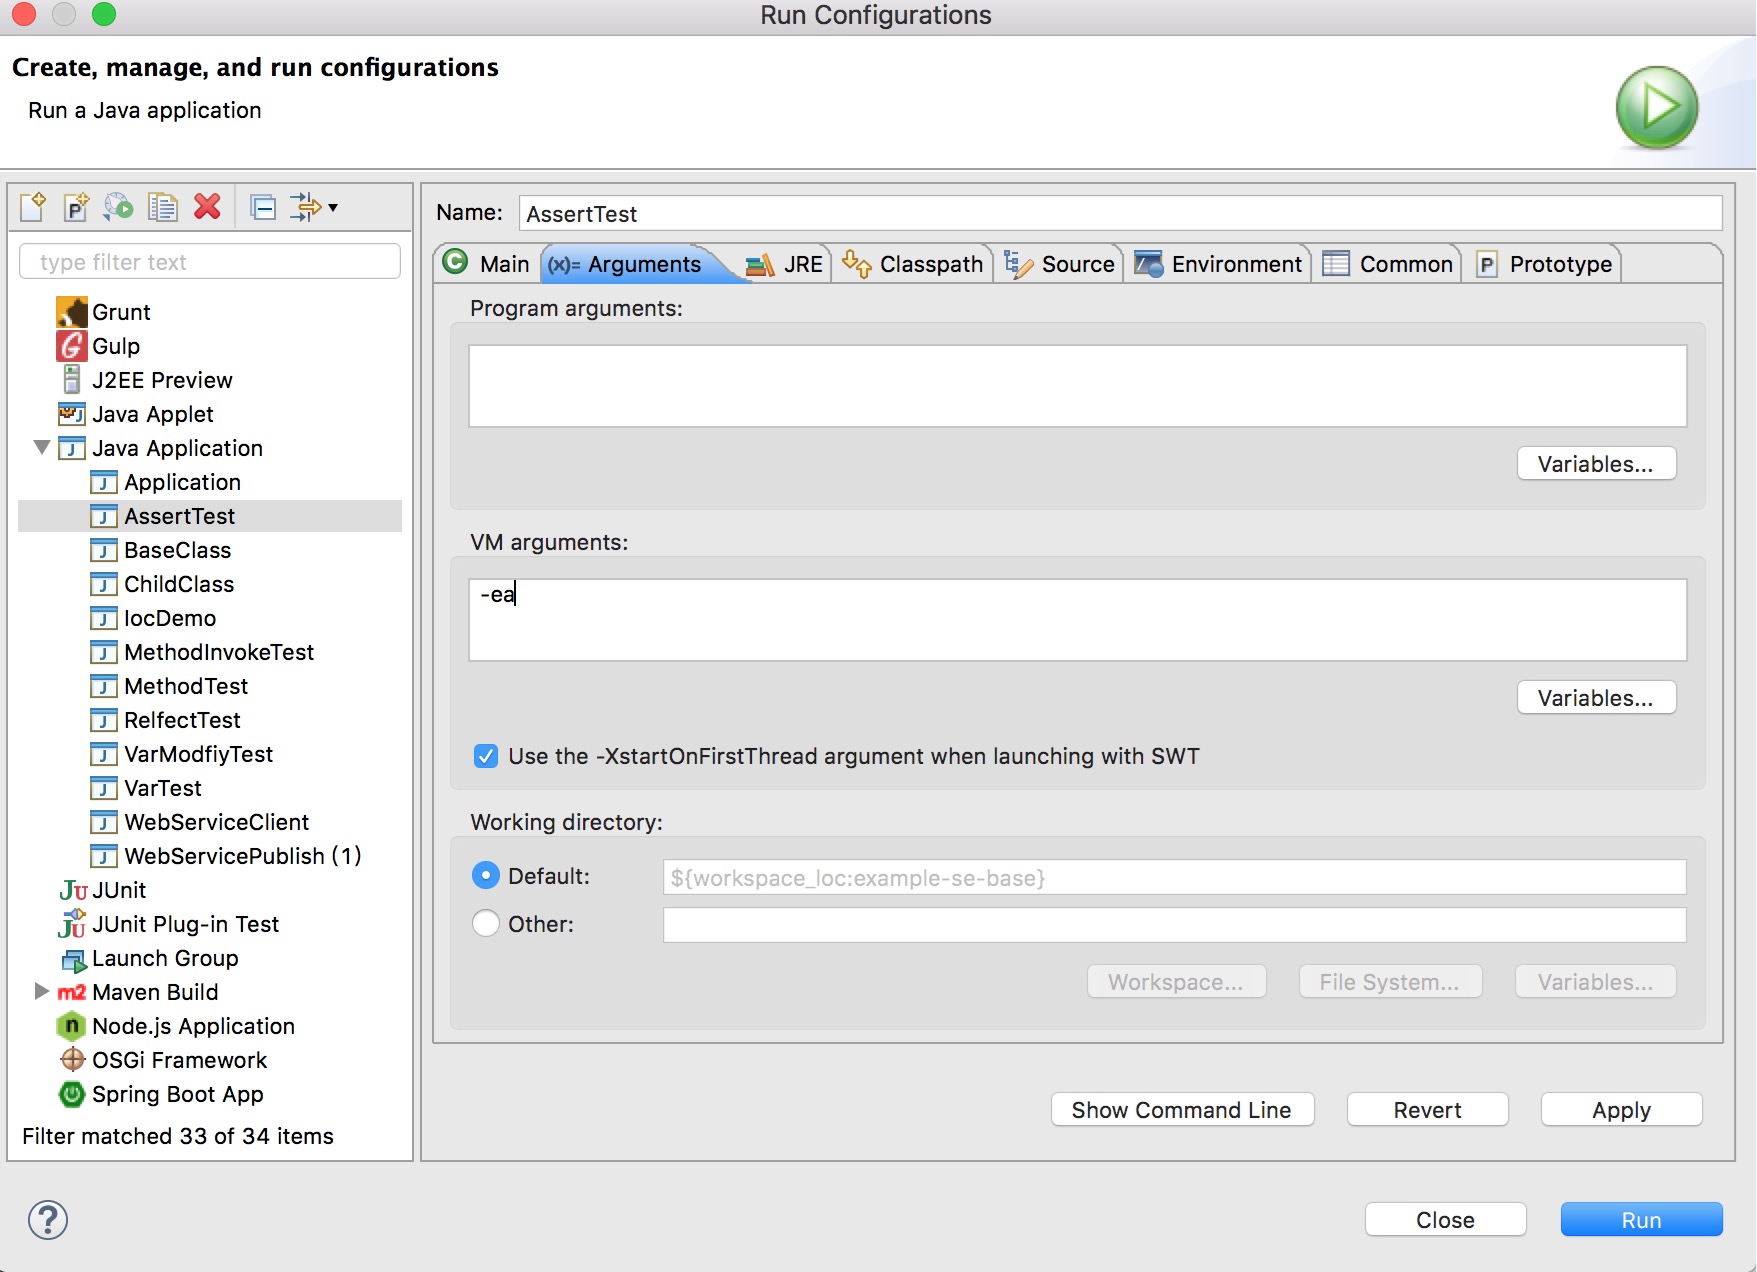 Run Configurations
Create, manage, and run configurations
Run a Java application
type filter text
Grunt
Gulp
J2EE Preview
Java Applet
Java Application
Application
AssertTest
BaseClass
ChildClass
IocDemo
MethodInvokeTest
MethodTest
RelfectTest
VarModfiyTest
VarTest
WebServiceClient
WebServicePublish (1)
JUnit
JUnit Plug-in Test
Launch Group
m2 Maven Build
Node.js Application
OSGi Framework
Spring Boot App
Filter matched 33 of 34 items
Name: AssertTest
Main (x)= Arguments JRE Classpath Source Environment Common Prototype
Program arguments:
Variables...
VM arguments:
-ea
Variables...
Use the -XstartOnFirstThread argument when launching with SWT
Working directory:
Default: ${workspace_loc:example-se-base}
Other:
Workspace... File System... Variables...
Show Command Line Revert Apply
Close Run